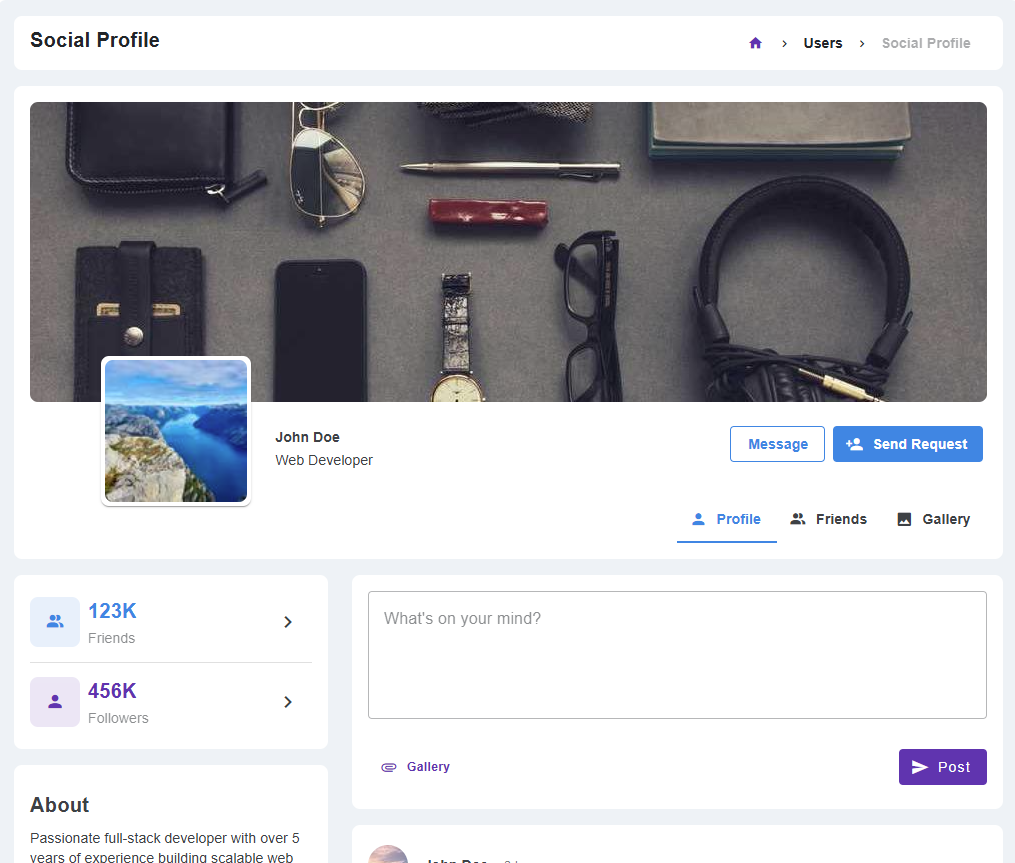 Social Profile
Users
Social Profile
John Doe
Web Developer
Message
Send Request
Profile
Friends
Gallery
123K
Friends
456K
Followers
What's on your mind?
Gallery
Post
About
Passionate full-stack developer with over 5
years of experience building scalable web
John Doe